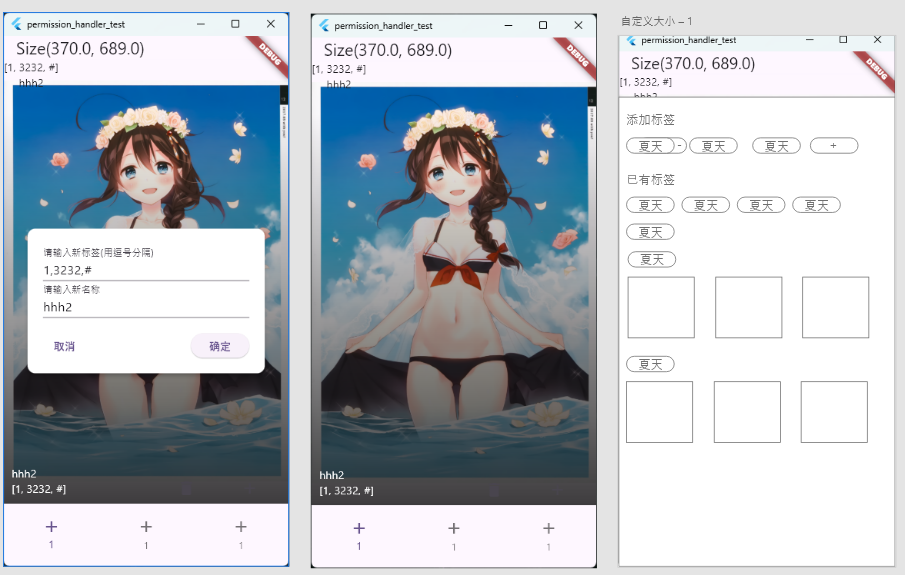 permission_handler_test
Size(370.0, 689.0)
DEBUG
[1, 3232, #]
hhh2
请输入新标签(用逗号分隔)
1,3232,#
请输入新名称
hhh2
取消 确定
hhh2
[1, 3232, #]
+ + +
1 1 1
permission_handler_test
Size(370.0, 689.0)
DEBUG
[1, 3232, #]
hhh2
hhh2
[1, 3232, #]
+ + +
1 1 1
自定义大小 – 1
permission_handler_test
Size(370.0, 689.0)
DEBUG
[1, 3232, #]
hhh2
添加标签
夏天 - 夏天 夏天 +
已有标签
夏天 夏天 夏天 夏天
夏天
夏天
夏天